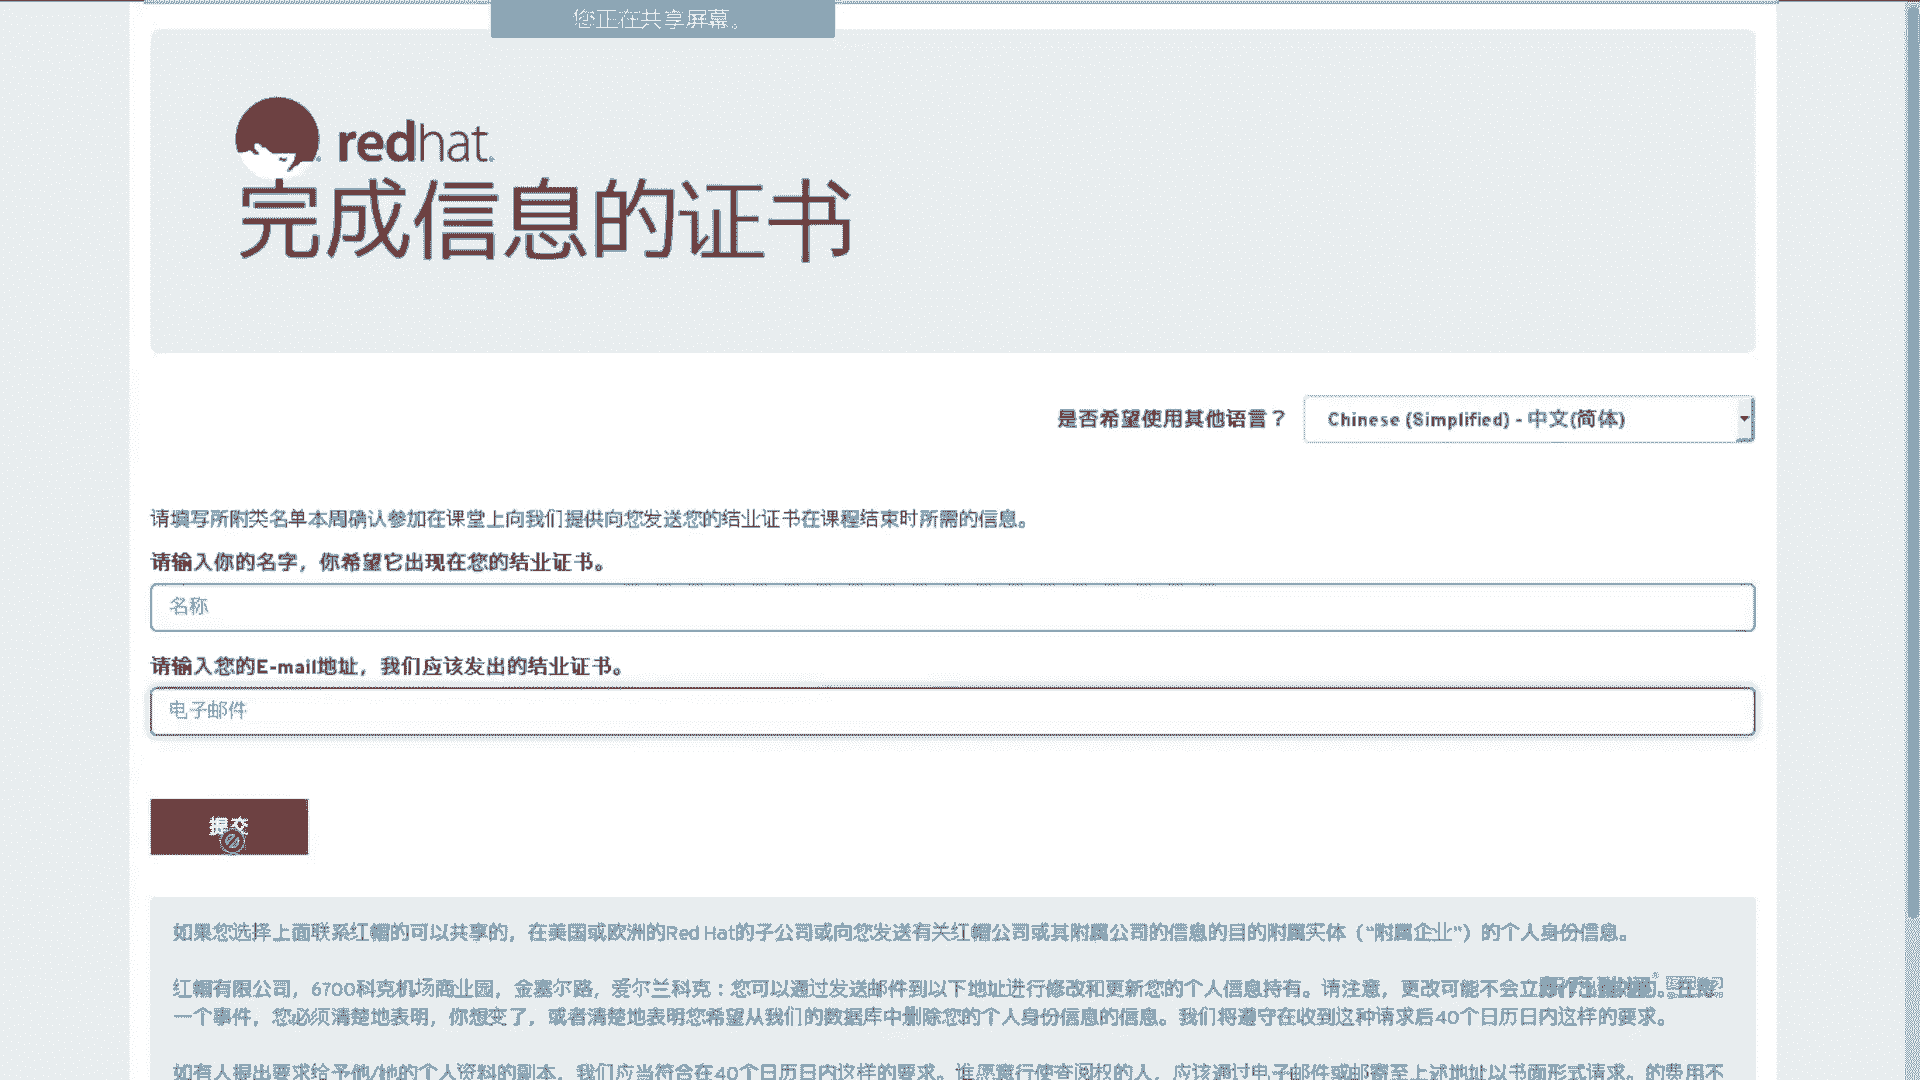 您正在共享屏幕。
redhat.
完成信息的证书
是否希望使用其他语言？ Chinese (Simplified) - 中文(简体)
请填写所附类名单本周确认参加在课堂上向我们提供向您发送您的结业证书在课程结束时所需的信息。
请输入你的名字，你希望它出现在您的结业证书。
名称
请输入您的E-mail地址，我们应该发出的结业证书。
电子邮件
提交
如果您选择上面联系红帽的可以共享的，在美国或欧洲的Red Hat的子公司或向您发送有关红帽公司或其附属公司的信息的目的附属实体（“附属企业”）的个人身份信息。
红帽有限公司，6700科克机场商业园，金塞尔路，爱尔兰科克：您可以通过发送邮件到以下地址进行修改和更新您的个人信息持有。请注意，更改可能不会立
一个事件，您必须清楚地表明，你想变了，或者清楚地表明您希望从我们的数据库中删除您的个人身份信息的信息。我们将遵守在收到这种请求后40个日历日内这样的要求。
如有人提出要求给予他/她的个人资料的副本，我们应当符合在40个日历日内这样的要求。谁愿意行使查阅权的人，应该通过电子邮件或邮寄至上述地址以书面形式请求。的费用不